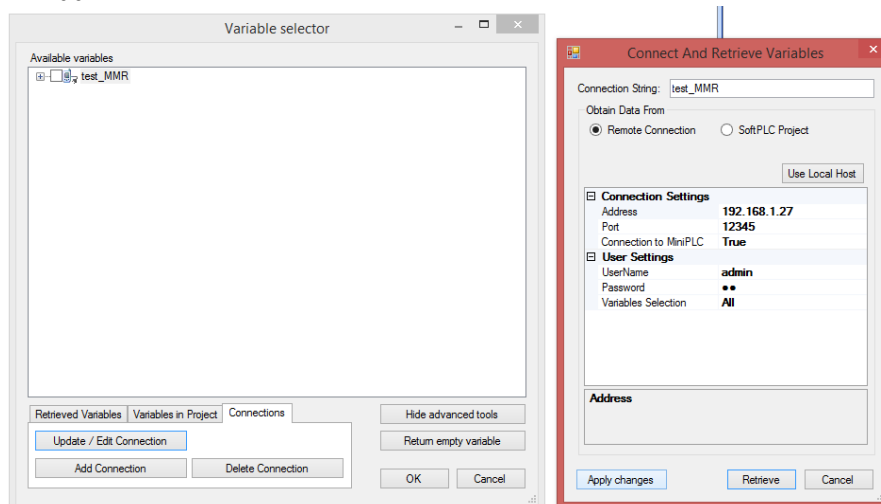 Variable selector
Available variables
test_MMR
Retrieved Variables Variables in Project Connections
Update / Edit Connection
Add Connection Delete Connection
Hide advanced tools
Return empty variable
OK Cancel
Connect And Retrieve Variables
Connection String: test_MMR
Obtain Data From
Remote Connection SoftPLC Project
Use Local Host
Connection Settings
Address 192.168.1.27
Port 12345
Connection to MiniPLC True
User Settings
UserName admin
Password ●●
Variables Selection All
Address
Apply changes Retrieve Cancel